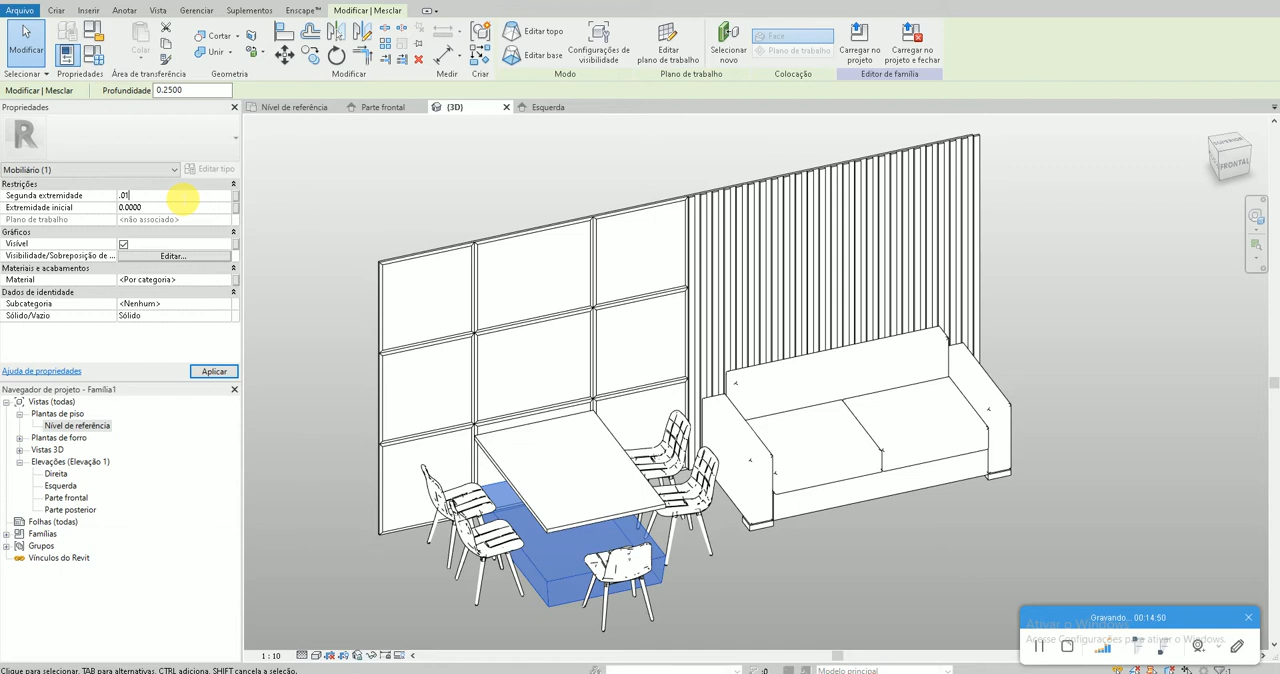 Arquivo Criar Inserir Anotar Vista Gerenciar Suplementos Enscape™ Modificar | Mesclar
Modificar
Selecionar
Propriedades
Colar
Área de transferência
Cortar
Unir
Geometria
Modificar
Medir
Criar
Editar topo
Editar base
Configurações de visibilidade
Modo
Editar plano de trabalho
Plano de trabalho
Selecionar novo
Face
Plano de trabalho
Colocação
Carregar no projeto
Carregar no projeto e fechar
Editor de família
Modificar | Mesclar Profundidade 0.2500
Propriedades
Nível de referência Parte frontal {3D} Esquerda
R
Mobiliário (1) Editar tipo
Restrições
Segunda extremidade .01
Extremidade inicial 0.0000
Plano de trabalho <não associado>
Gráficos
Visível
Visibilidade/Sobreposição de ... Editar...
Materiais e acabamentos
Material <Por categoria>
Dados de identidade
Subcategoria <Nenhum>
Sólido/Vazio Sólido
Ajuda de propriedades Aplicar
Navegador de projeto - Família1
Vistas (todas)
Plantas de piso
Nível de referência
Plantas de forro
Vistas 3D
Elevações (Elevação 1)
Direita
Esquerda
Parte frontal
Parte posterior
Folhas (todas)
Famílias
Grupos
Vínculos do Revit
SUPERIOR
FRONTAL
Gravando... 00:14:50
Ativar o Windows
Acesse Configurações para ativar o Windows.
1 : 10
Clique para selecionar, TAB para alternativas, CTRL adiciona, SHIFT cancela a seleção.
:0
Modelo principal